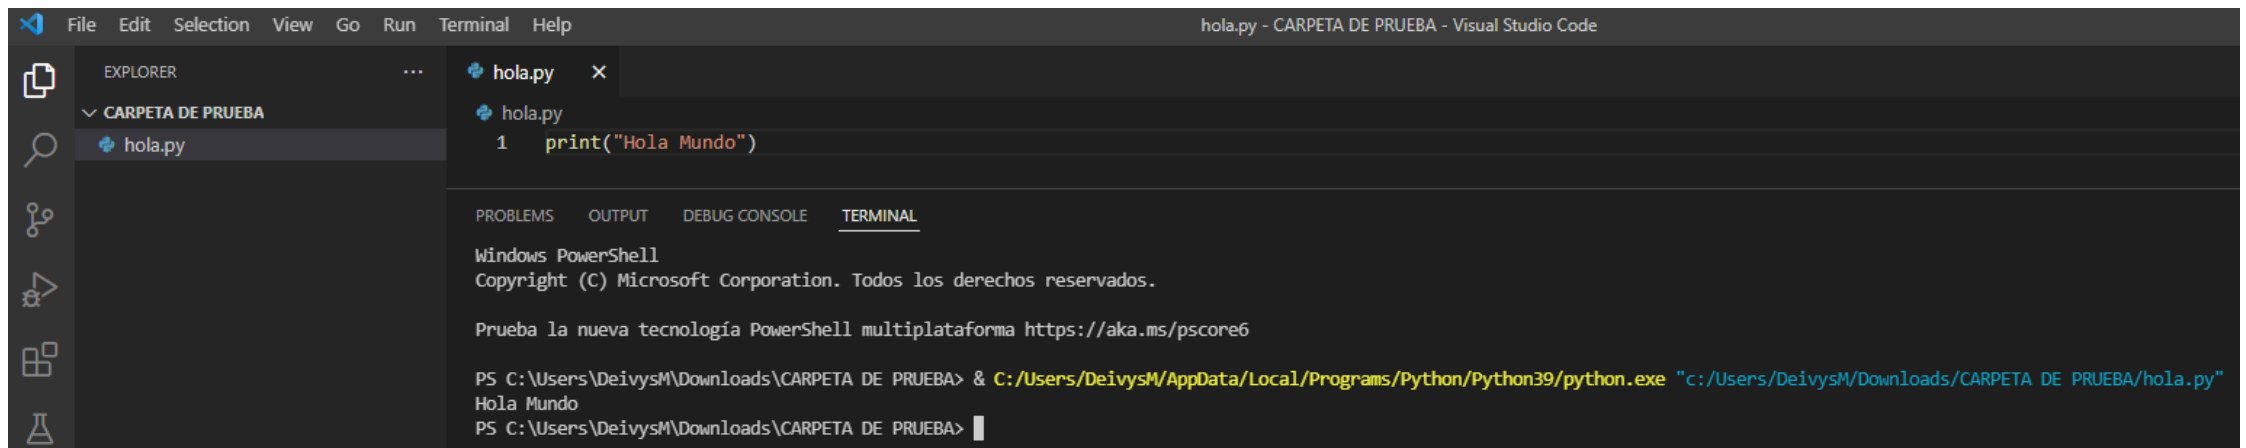 File Edit Selection View Go Run Terminal Help
hola.py - CARPETA DE PRUEBA - Visual Studio Code
EXPLORER
CARPETA DE PRUEBA
hola.py
hola.py
hola.py
1 print("Hola Mundo")
PROBLEMS OUTPUT DEBUG CONSOLE TERMINAL
Windows PowerShell
Copyright (C) Microsoft Corporation. Todos los derechos reservados.
Prueba la nueva tecnología PowerShell multiplataforma https://aka.ms/pscore6
PS C:\Users\DeivysM\Downloads\CARPETA DE PRUEBA> & C:/Users/DeivysM/AppData/Local/Programs/Python/Python39/python.exe "c:/Users/DeivysM/Downloads/CARPETA DE PRUEBA/hola.py"
Hola Mundo
PS C:\Users\DeivysM\Downloads\CARPETA DE PRUEBA>